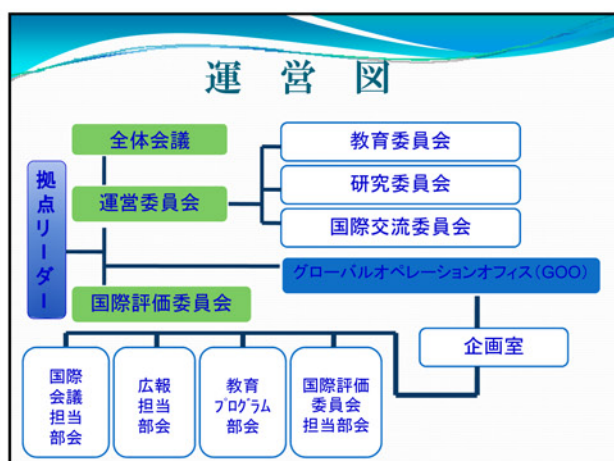 運営図
全体会議
教育委員会
拠点リーダー
運営委員会
研究委員会
国際交流委員会
グローバルオペレーションオフィス(GOO)
国際評価委員会
企画室
国際
会議
担当
部会
広報
担当
部会
教育
ﾌﾟﾛｸﾞﾗﾑ
部会
国際評価
委員会
担当部会